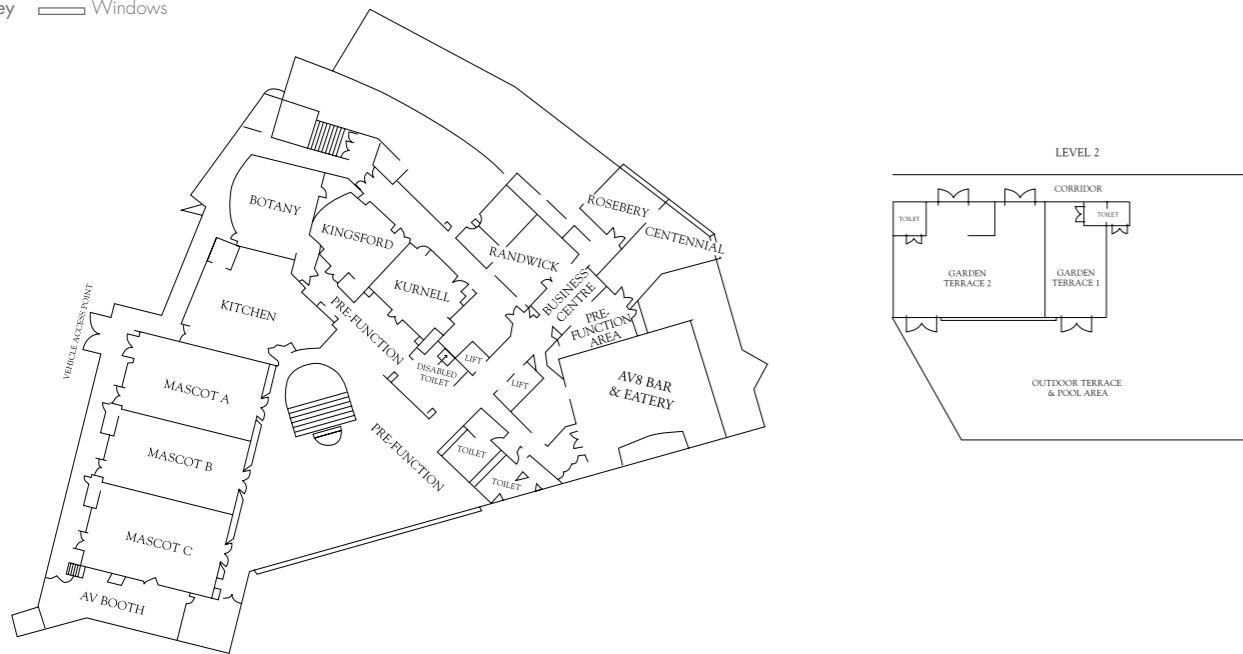 ey
Windows
BOTANY
KINGSFORD
KITCHEN
KURNELL
RANDWICK
ROSEBERY
CENTENNIAL
BUSINESS
CENTRE
PRE-
FUNCTION
AREA
PRE-FUNCTION
DISABLED
TOILET
LIFT
LIFT
AV8 BAR
& EATERY
VEHICLE ACCESS POINT
MASCOT A
MASCOT B
MASCOT C
AV BOOTH
PRE-FUNCTION
TOILET
TOILET
LEVEL 2
CORRIDOR
TOILET
TOILET
GARDEN
TERRACE 2
GARDEN
TERRACE 1
OUTDOOR TERRACE
& POOL AREA